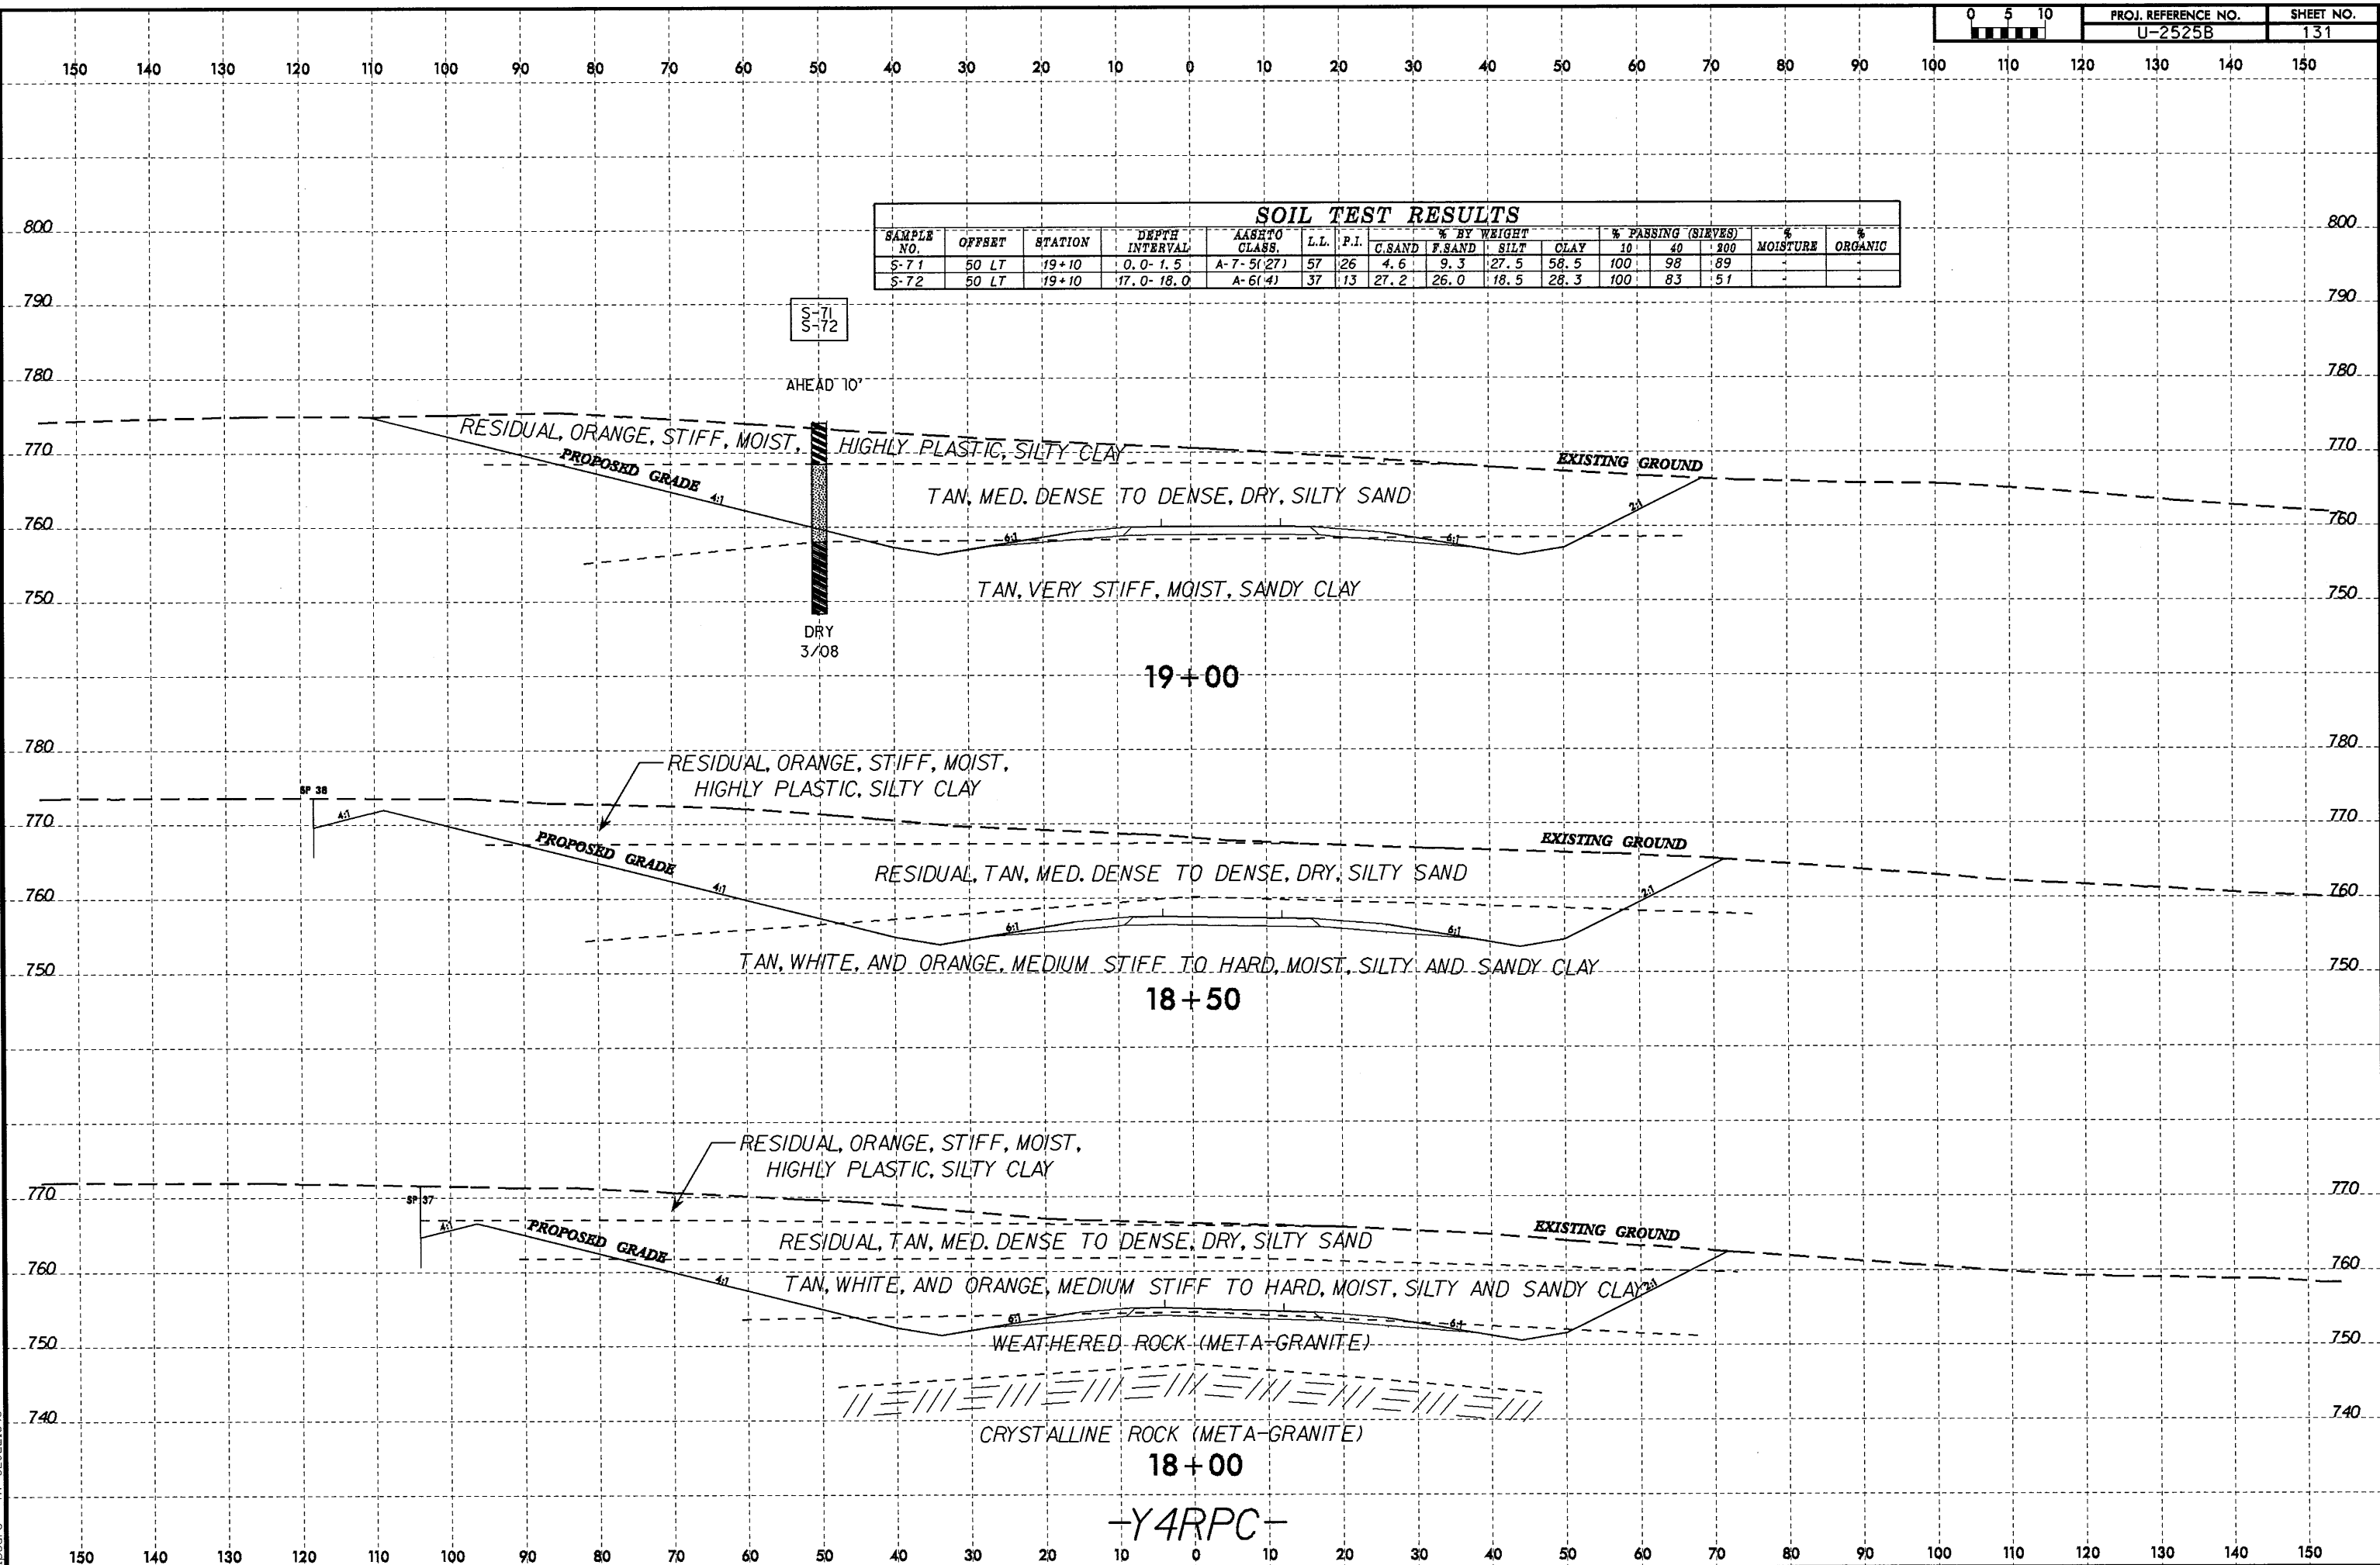 0 5 10
PROJ. REFERENCE NO. SHEET NO.
U-2525B 131
150 140 130 120 110 100 90 80 70 60 50 40 30 20 10 0 10 20 30 40 50 60 70 80 90 100 110 120 130 140 150
SOIL TEST RESULTS
SAMPLE NO. OFFSET STATION DEPTH INTERVAL AASHTO CLASS. L.L. P.I. % BY WEIGHT % PASSING (SIEVES) % MOISTURE % ORGANIC
C.SAND F.SAND SILT CLAY 10 40 200
S-71 50 LT 19+10 0.0-1.5 A-7-5(27) 57 26 4.6 9.3 27.5 58.5 100 98 89 - -
S-72 50 LT 19+10 17.0-18.0 A-6(4) 37 13 27.2 26.0 18.5 28.3 100 83 51 - -
800 800
790 790
S-71
S-72
780 780
AHEAD 10'
RESIDUAL, ORANGE, STIFF, MOIST, HIGHLY PLASTIC, SILTY CLAY
770 770
PROPOSED GRADE 4:1
EXISTING GROUND
TAN, MED. DENSE TO DENSE, DRY, SILTY SAND
2:1
760 760
6:1 6:1
TAN, VERY STIFF, MOIST, SANDY CLAY
750 750
DRY
3/08
19+00
780 780
RESIDUAL, ORANGE, STIFF, MOIST,
HIGHLY PLASTIC, SILTY CLAY
SP 38
4:1
770 770
PROPOSED GRADE 4:1
EXISTING GROUND
RESIDUAL, TAN, MED. DENSE TO DENSE, DRY, SILTY SAND
2:1
760 760
6:1 6:1
TAN, WHITE, AND ORANGE, MEDIUM STIFF TO HARD, MOIST, SILTY AND SANDY CLAY
750 750
18+50
RESIDUAL, ORANGE, STIFF, MOIST,
HIGHLY PLASTIC, SILTY CLAY
770 770
SP 37
4:1
PROPOSED GRADE 4:1
EXISTING GROUND
RESIDUAL, TAN, MED. DENSE TO DENSE, DRY, SILTY SAND
760 760
TAN, WHITE, AND ORANGE, MEDIUM STIFF TO HARD, MOIST, SILTY AND SANDY CLAY
2:1
6:1 6:1
750 750
WEATHERED ROCK (META-GRANITE)
740 740
CRYSTALLINE ROCK (META-GRANITE)
18+00
-Y4RPC-
150 140 130 120 110 100 90 80 70 60 50 40 30 20 10 0 10 20 30 40 50 60 70 80 90 100 110 120 130 140 150